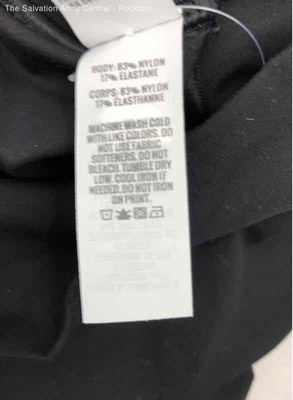 The Salvation Army Central - Rockford
BODY: 83% NYLON
17% ELASTANE
CORPS: 83% NYLON
17% ELASTHANNE
MACHINE WASH COLD
WITH LIKE COLORS. DO
NOT USE FABRIC
SOFTENERS. DO NOT
BLEACH. TUMBLE DRY
LOW. COOL IRON IF
NEEDED. DO NOT IRON
ON PRINT.